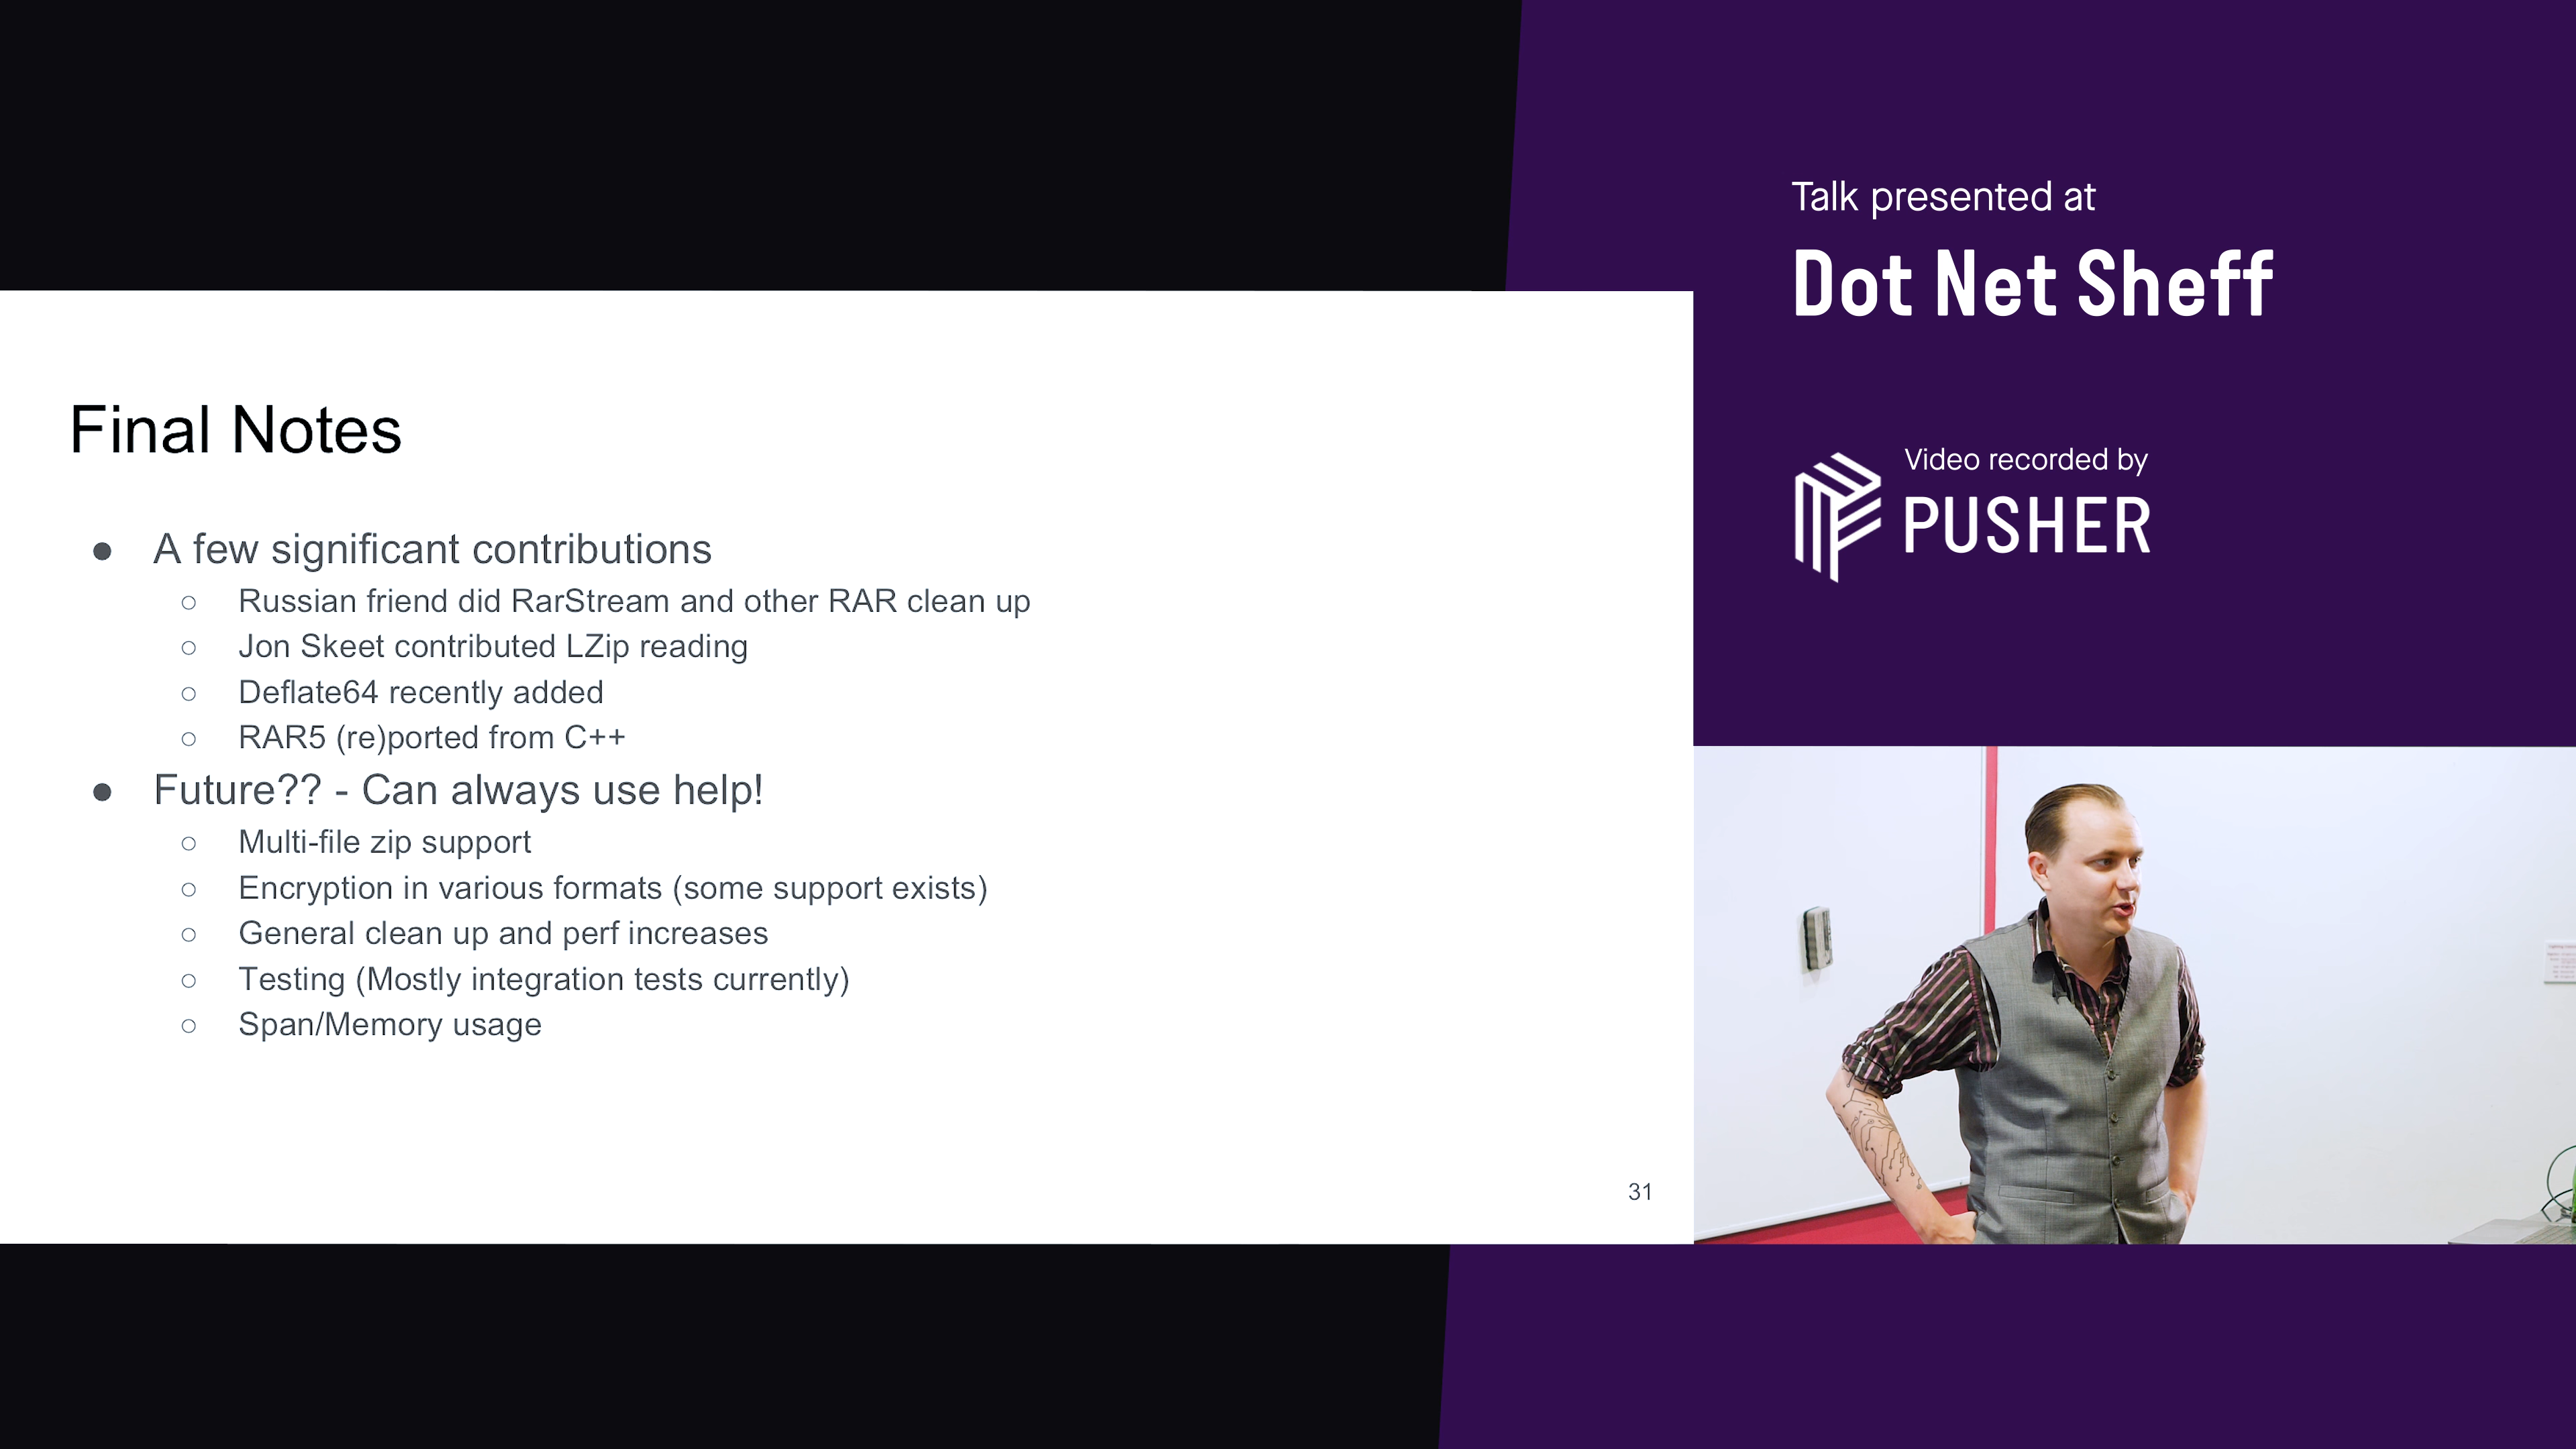 Talk presented at
Dot Net Sheff
Video recorded by
PUSHER
Final Notes
● A few significant contributions
○ Russian friend did RarStream and other RAR clean up
○ Jon Skeet contributed LZip reading
○ Deflate64 recently added
○ RAR5 (re)ported from C++
● Future?? - Can always use help!
○ Multi-file zip support
○ Encryption in various formats (some support exists)
○ General clean up and perf increases
○ Testing (Mostly integration tests currently)
○ Span/Memory usage
31